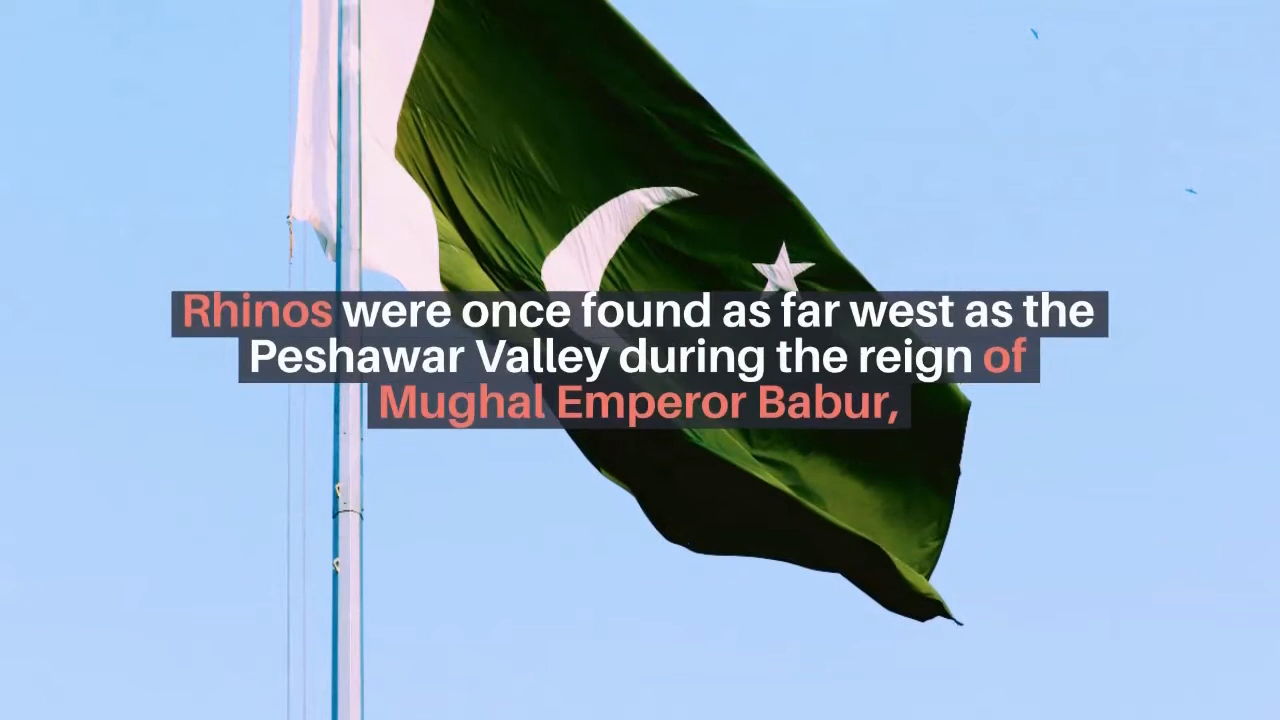 Rhinos were once found as far west as the
Peshawar Valley during the reign of
Mughal Emperor Babur,